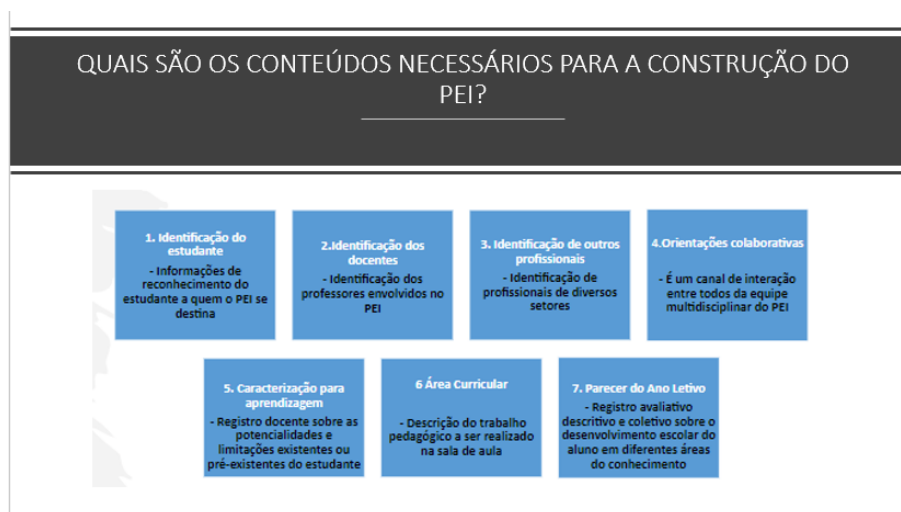 QUAIS SÃO OS CONTEÚDOS NECESSÁRIOS PARA A CONSTRUÇÃO DO
PEI?
1. Identificação do
estudante
- Informações de
reconhecimento do
estudante a quem o PEI se
destina
2.Identificação dos
docentes
- Identificação dos
professores envolvidos no
PEI
3. Identificação de outros
profissionais
- Identificação de
profissionais de diversos
setores
4.Orientações colaborativas
- É um canal de interação
entre todos da equipe
multidisciplinar do PEI
5. Caracterização para
aprendizagem
- Registro docente sobre as
potencialidades e
limitações existentes ou
pré-existentes do estudante
6 Área Curricular
- Descrição do trabalho
pedagógico a ser realizado
na sala de aula
7. Parecer do Ano Letivo
- Registro avaliativo
descritivo e coletivo sobre o
desenvolvimento escolar do
aluno em diferentes áreas
do conhecimento